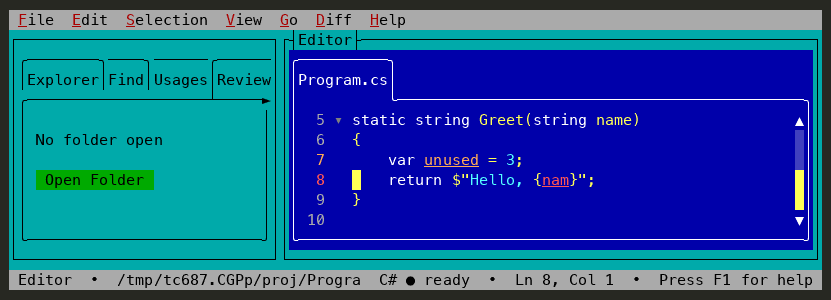 File Edit Selection View Go Diff Help
Editor
Explorer Find Usages Review
Program.cs
No folder open
Open Folder
5 ▾ static string Greet(string name)
6 {
7 var unused = 3;
8 return $"Hello, {nam}";
9 }
10
Editor • /tmp/tc687.CGPp/proj/Progra C# ● ready • Ln 8, Col 1 • Press F1 for help